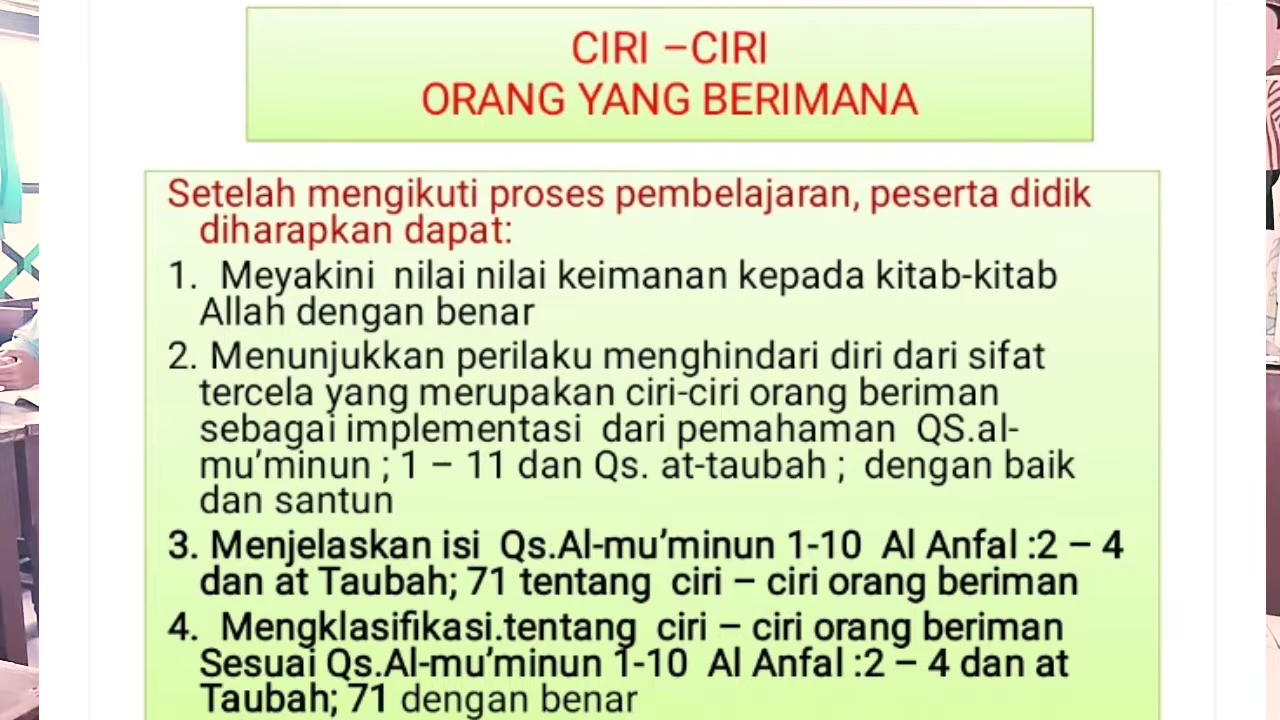 CIRI –CIRI
ORANG YANG BERIMANA
Setelah mengikuti proses pembelajaran, peserta didik
diharapkan dapat:
1. Meyakini nilai nilai keimanan kepada kitab-kitab
Allah dengan benar
2. Menunjukkan perilaku menghindari diri dari sifat
tercela yang merupakan ciri-ciri orang beriman
sebagai implementasi dari pemahaman QS.al-
mu’minun ; 1 – 11 dan Qs. at-taubah ; dengan baik
dan santun
3. Menjelaskan isi Qs.Al-mu’minun 1-10 Al Anfal :2 – 4
dan at Taubah; 71 tentang ciri – ciri orang beriman
4. Mengklasifikasi.tentang ciri – ciri orang beriman
Sesuai Qs.Al-mu’minun 1-10 Al Anfal :2 – 4 dan at
Taubah; 71 dengan benar